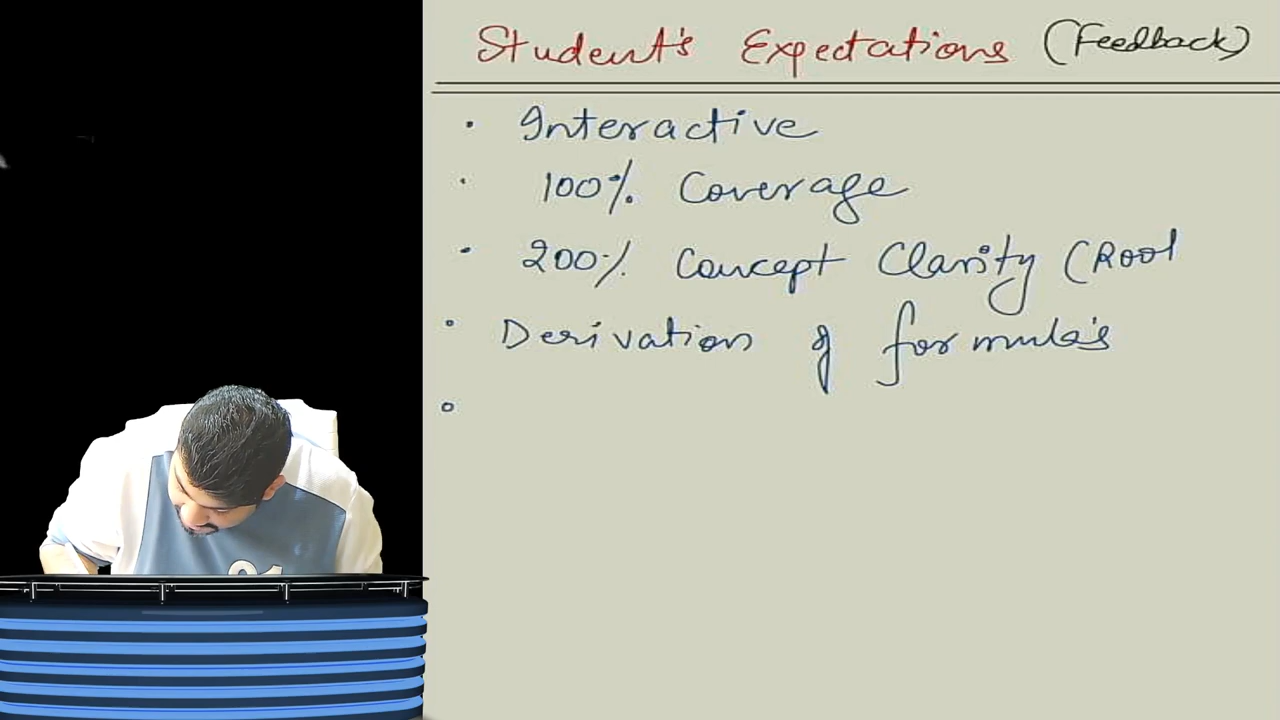 Student's Expectations (Feedback)
• Interactive
• 100% Coverage
• 200% Concept Clarity (Root
• Derivation of formula's
•